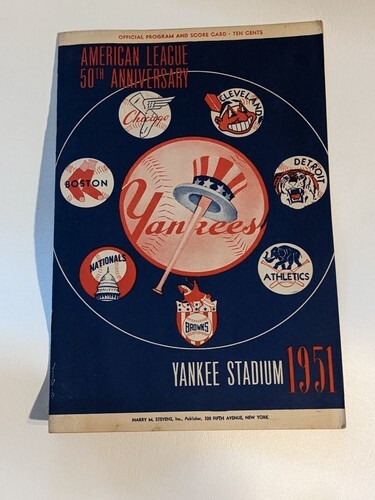 OFFICIAL PROGRAM AND SCORE CARD · TEN CENTS
AMERICAN LEAGUE
50TH ANNIVERSARY
Chicago
CLEVELAND
BOSTON
DETROIT
Yankees
NATIONALS
ATHLETICS
BROWNS
YANKEE STADIUM 1951
HARRY M. STEVENS, Inc., Publisher, 320 FIFTH AVENUE, NEW YORK